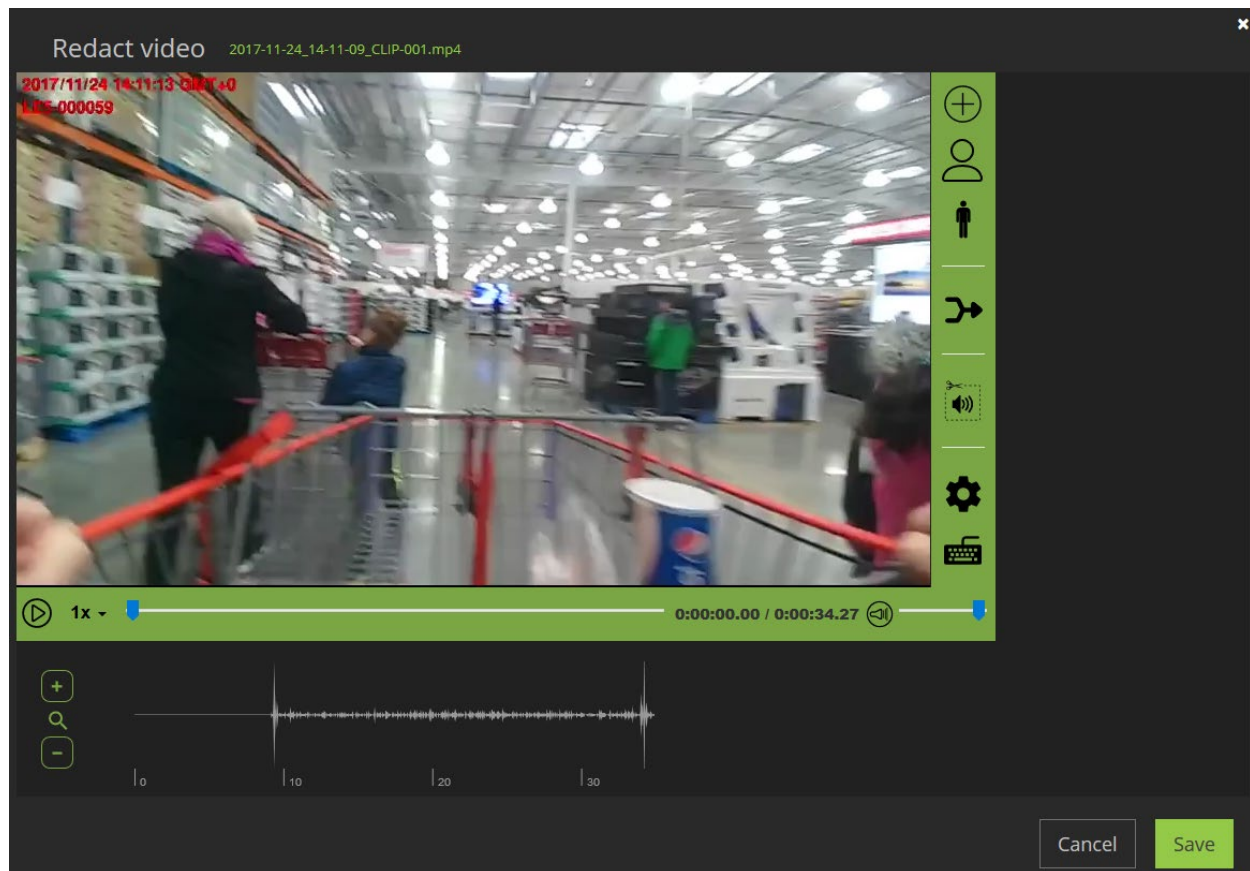 Redact video 2017-11-24_14-11-09_CLIP-001.mp4
2017/11/24 14:11:13 GMT+0
000059
1x
0:00:00.00 / 0:00:34.27
0 10 20 30
Cancel Save